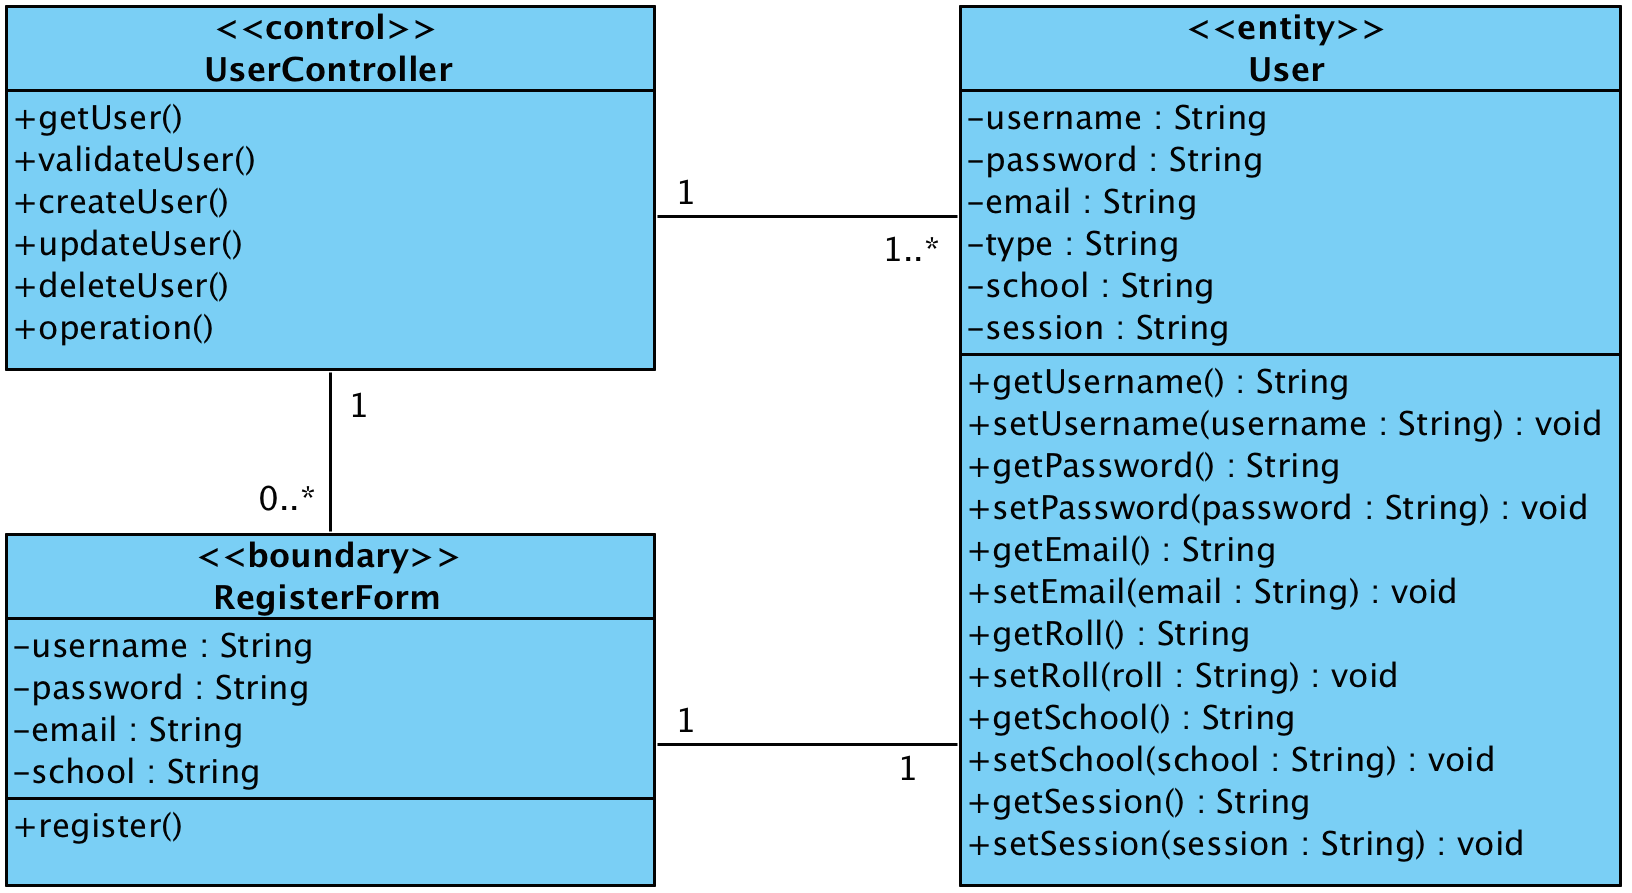 <<control>>
UserController
+getUser()
+validateUser()
+createUser()
+updateUser()
+deleteUser()
+operation()
1
1..*
<<entity>>
User
-username : String
-password : String
-email : String
-type : String
-school : String
-session : String
+getUsername() : String
+setUsername(username : String) : void
+getPassword() : String
+setPassword(password : String) : void
+getEmail() : String
+setEmail(email : String) : void
+getRoll() : String
+setRoll(roll : String) : void
+getSchool() : String
+setSchool(school : String) : void
+getSession() : String
+setSession(session : String) : void
1
0..*
<<boundary>>
RegisterForm
-username : String
-password : String
-email : String
-school : String
+register()
1
1